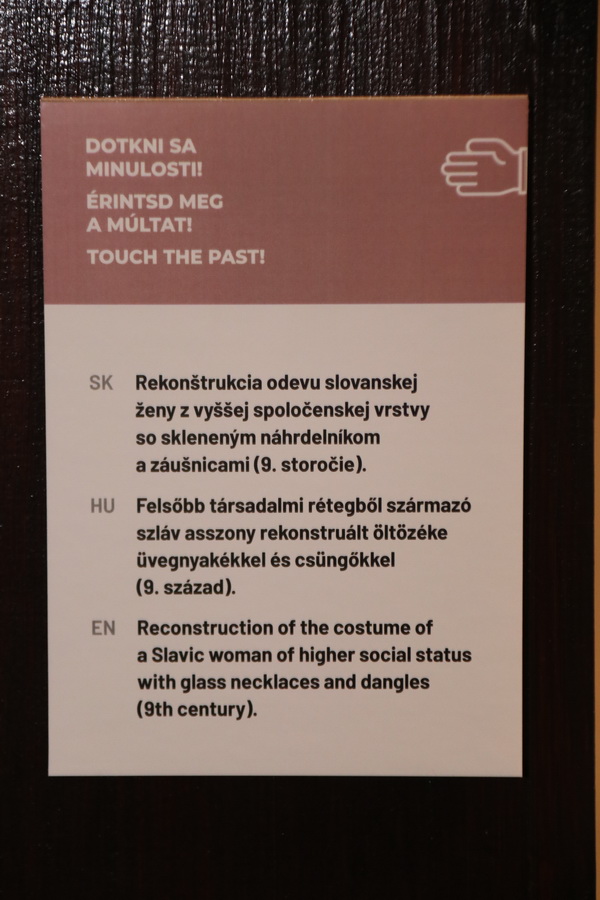 DOTKNI SA
MINULOSTI!
ÉRINTSD MEG
A MÚLTAT!
TOUCH THE PAST!
SK Rekonštrukcia odevu slovanskej
ženy z vyššej spoločenskej vrstvy
so skleneným náhrdelníkom
a záušnicami (9. storočie).
HU Felsőbb társadalmi rétegből származó
szláv asszony rekonstruált öltözéke
üvegnyakékkel és csüngőkkel
(9. század).
EN Reconstruction of the costume of
a Slavic woman of higher social status
with glass necklaces and dangles
(9th century).